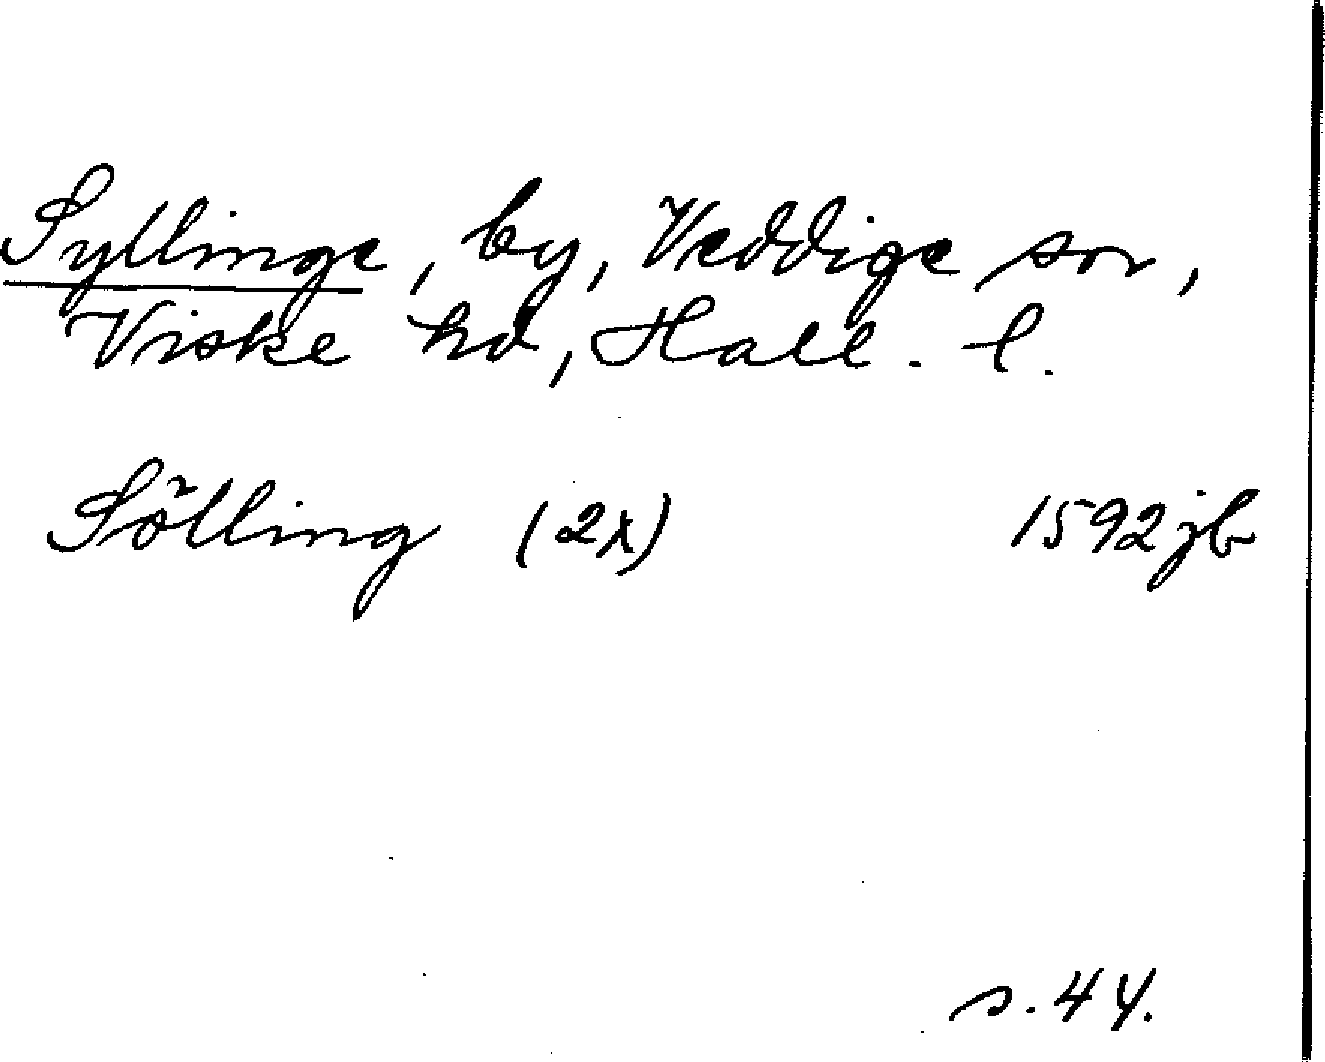 Syllinge, by, Veddige sn,
Viske hd, Hall. l.
Sölling (2x) 1592 jb
s. 44.